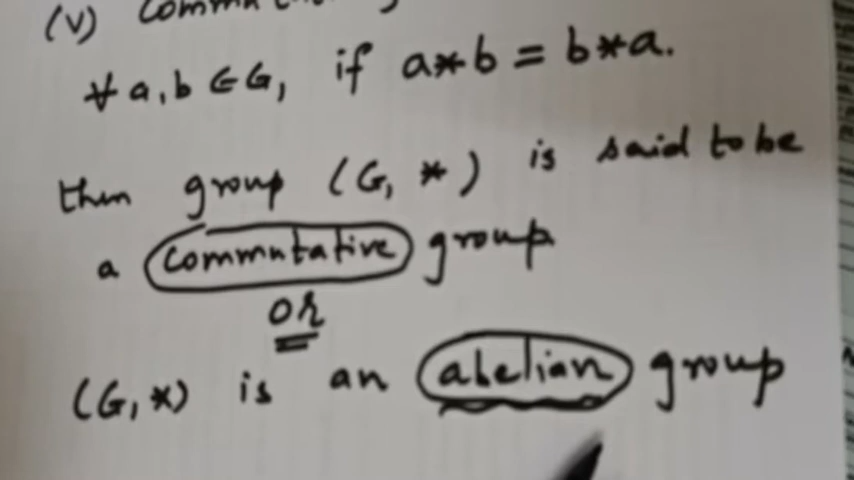 (V)
∀ a, b ∈ G, if a * b = b * a.
then group (G, *) is said to be
a commutative group
or
(G, *) is an abelian group